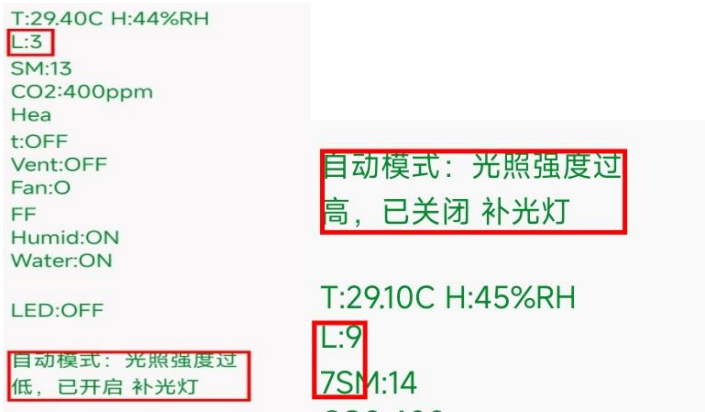 T:29.40C H:44%RH
L:3
SM:13
CO2:400ppm
Hea
t:OFF
Vent:OFF
Fan:O
FF
Humid:ON
Water:ON
LED:OFF
自动模式：光照强度过
低，已开启 补光灯
自动模式：光照强度过
高，已关闭 补光灯
T:29.10C H:45%RH
L:9
7SM:14